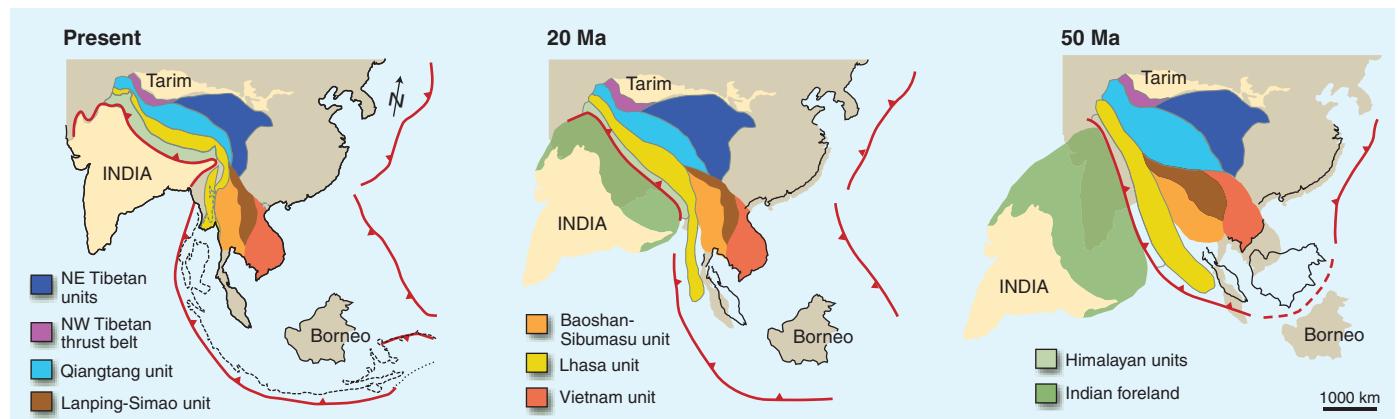 Present
Tarim
N
INDIA
Borneo
NE Tibetan
units
NW Tibetan
thrust belt
Qiangtang unit
Lanping-Simao unit
20 Ma
Tarim
INDIA
Borneo
Baoshan-
Sibumasu unit
Lhasa unit
Vietnam unit
50 Ma
Tarim
INDIA
Borneo
Himalayan units
Indian foreland
1000 km